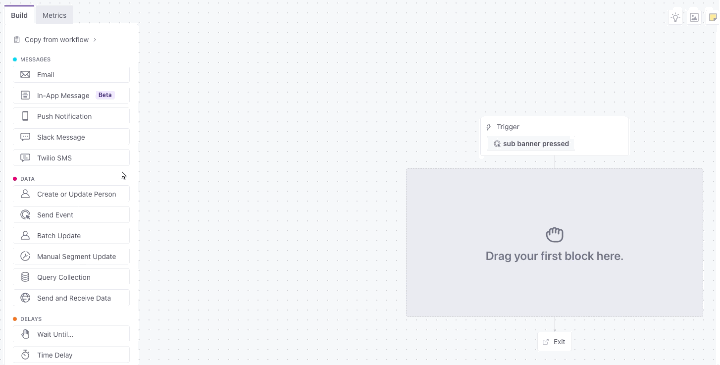 Build
Metrics
Copy from workflow
MESSAGES
Email
In-App Message Beta
Push Notification
Slack Message
Twilio SMS
DATA
Create or Update Person
Send Event
Batch Update
Manual Segment Update
Query Collection
Send and Receive Data
DELAYS
Wait Until...
Time Delay
Trigger
sub banner pressed
Drag your first block here.
Exit